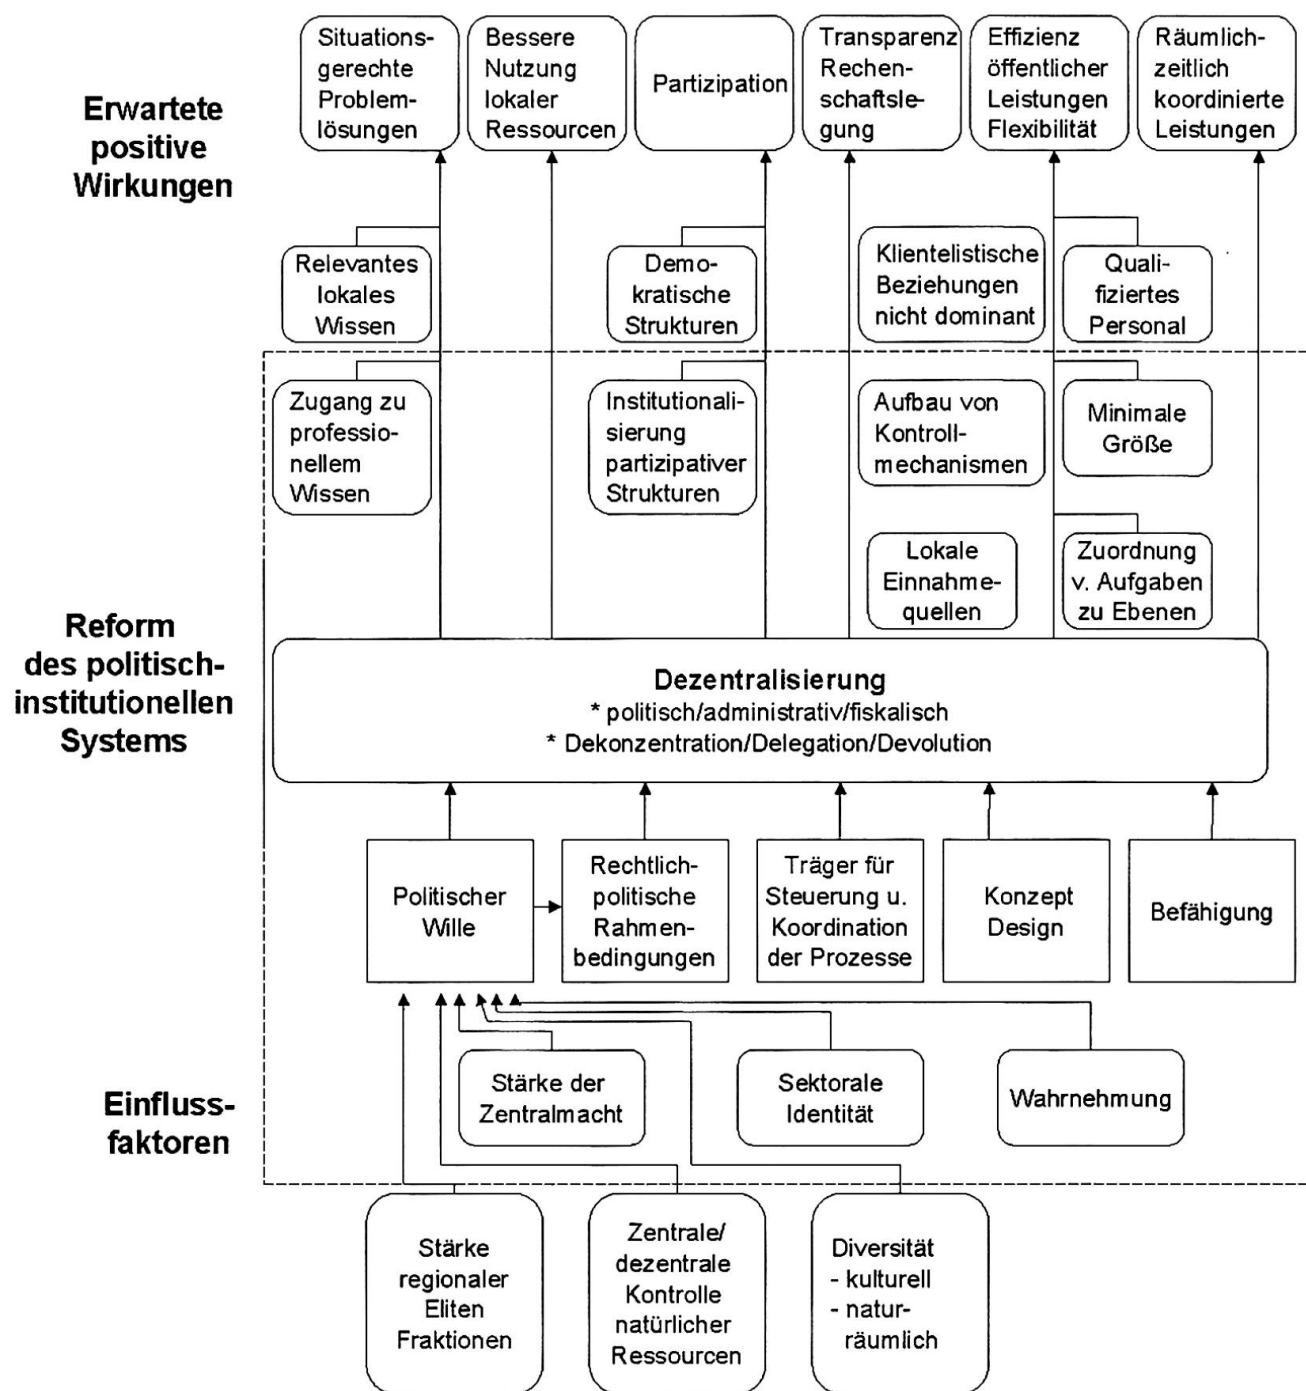 Erwartete
positive
Wirkungen
Situations-
gerechte
Problem-
lösungen
Bessere
Nutzung
lokaler
Ressourcen
Partizipation
Transparenz
Rechen-
schaftsle-
gung
Effizienz
öffentlicher
Leistungen
Flexibilität
Räumlich-
zeitlich
koordinierte
Leistungen
Relevantes
lokales
Wissen
Demo-
kratische
Strukturen
Klientelistische
Beziehungen
nicht dominant
Quali-
fiziertes
Personal
Zugang zu
professio-
nellem
Wissen
Institutionali-
sierung
partizipativer
Strukturen
Aufbau von
Kontroll-
mechanismen
Minimale
Größe
Lokale
Einnahme-
quellen
Zuordnung
v. Aufgaben
zu Ebenen
Reform
des politisch-
institutionellen
Systems
Dezentralisierung
* politisch/administrativ/fiskalisch
* Dekonzentration/Delegation/Devolution
Politischer
Wille
Rechtlich-
politische
Rahmen-
bedingungen
Träger für
Steuerung u.
Koordination
der Prozesse
Konzept
Design
Befähigung
Einfluss-
faktoren
Stärke der
Zentralmacht
Sektorale
Identität
Wahrnehmung
Stärke
regionaler
Eliten
Fraktionen
Zentrale/
dezentrale
Kontrolle
natürlicher
Ressourcen
Diversität
- kulturell
- natur-
räumlich